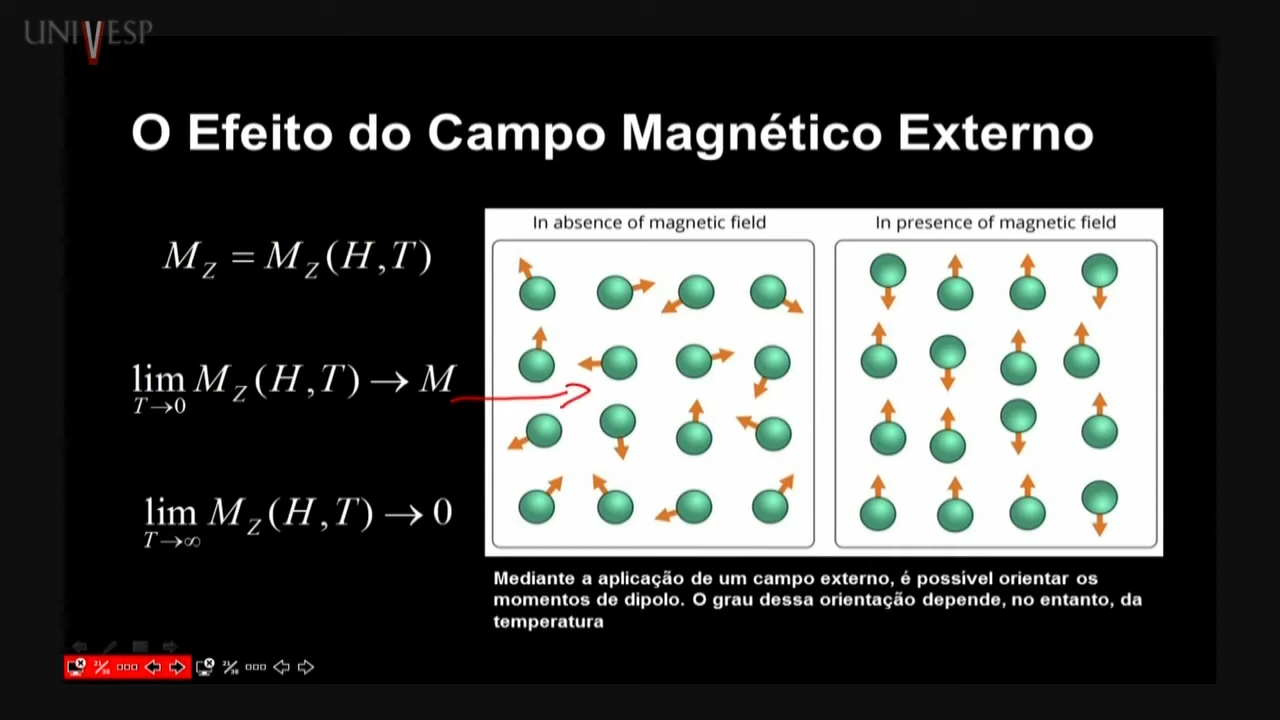 UNIVESP
O Efeito do Campo Magnético Externo
M_Z = M_Z(H,T)
lim M_Z(H,T) → M
T→0
lim M_Z(H,T) → 0
T→∞
In absence of magnetic field
In presence of magnetic field
Mediante a aplicação de um campo externo, é possível orientar os
momentos de dipolo. O grau dessa orientação depende, no entanto, da
temperatura